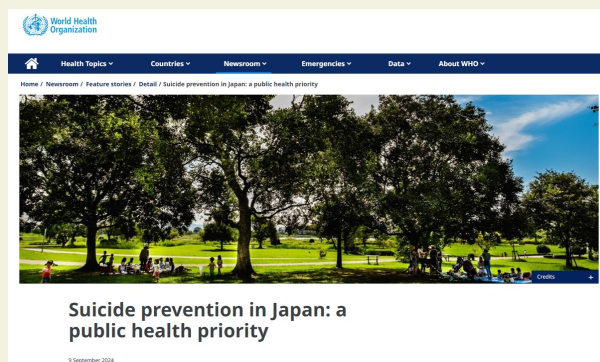 World Health
Organization
Health Topics Countries Newsroom Emergencies Data About WHO
Home / Newsroom / Feature stories / Detail / Suicide prevention in Japan: a public health priority
Credits +
Suicide prevention in Japan: a
public health priority
9 September 2024